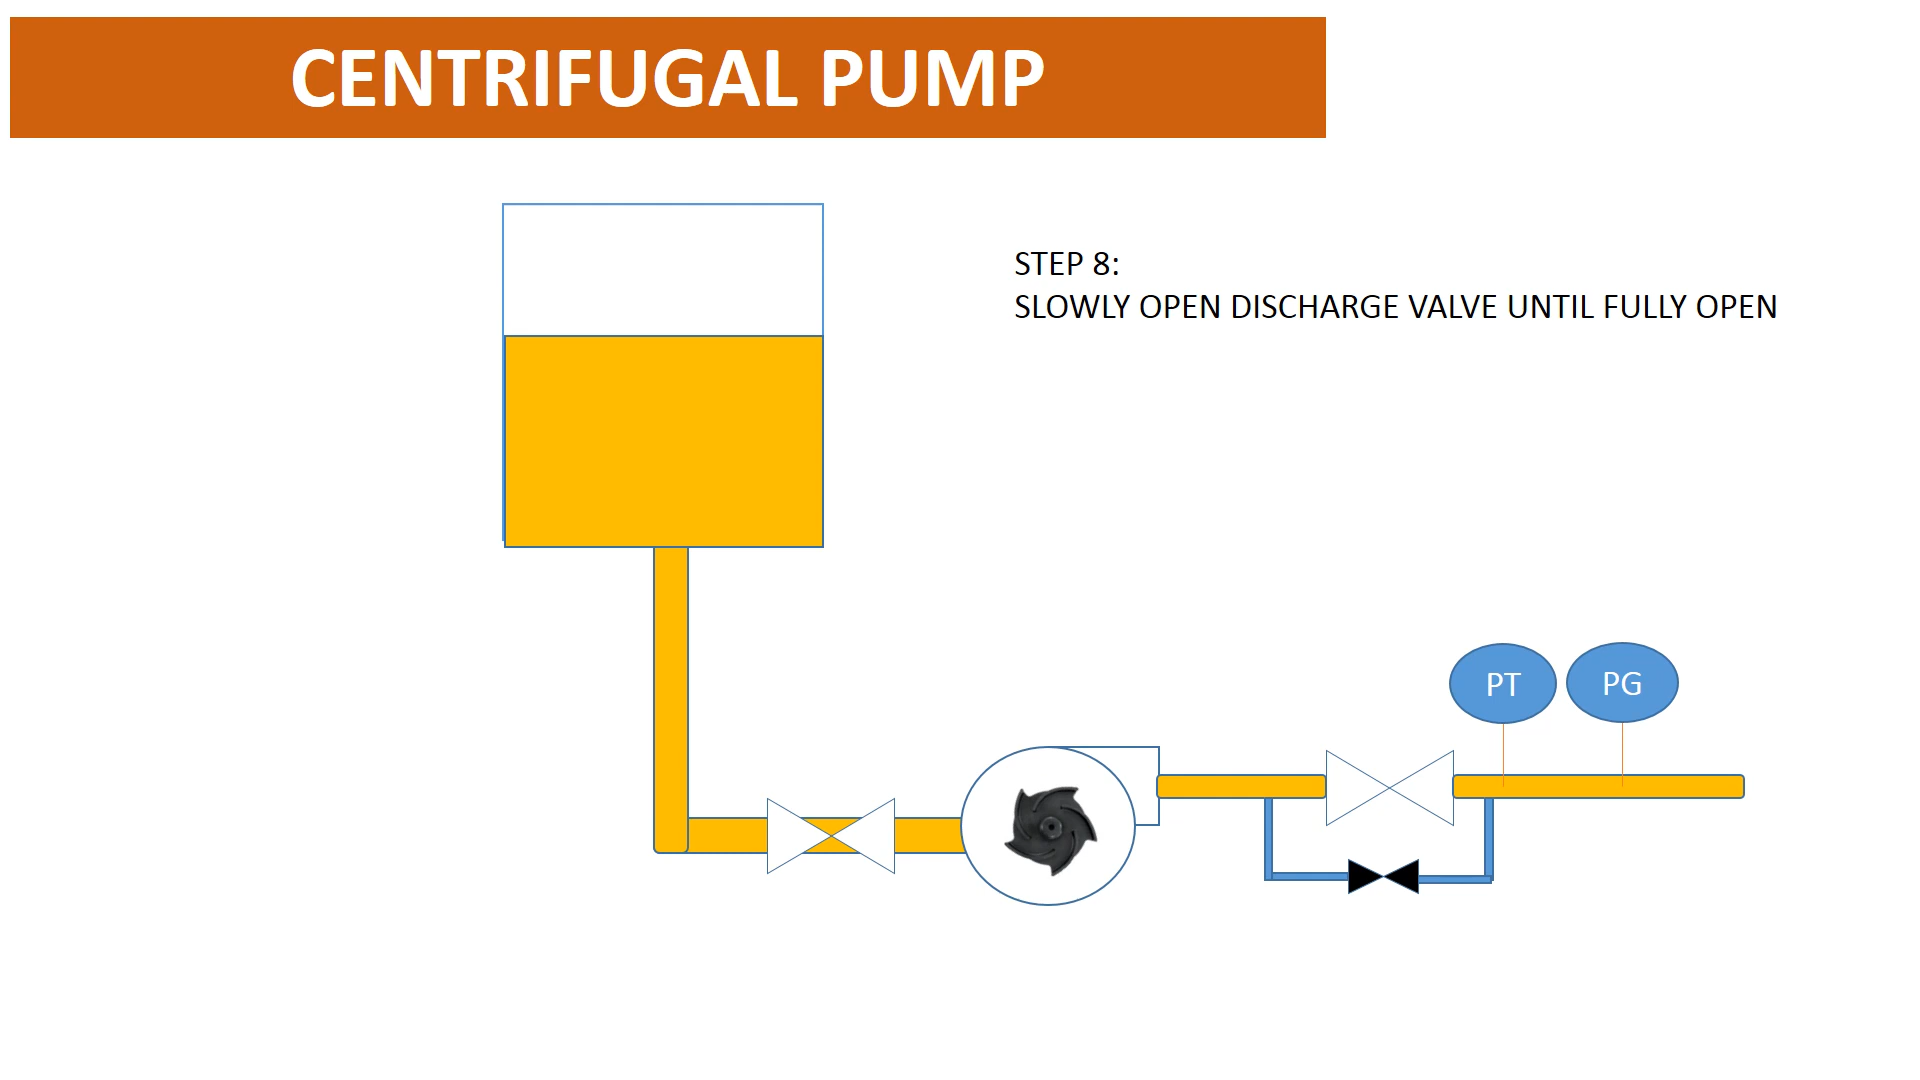 CENTRIFUGAL PUMP
STEP 8:
SLOWLY OPEN DISCHARGE VALVE UNTIL FULLY OPEN
PT
PG